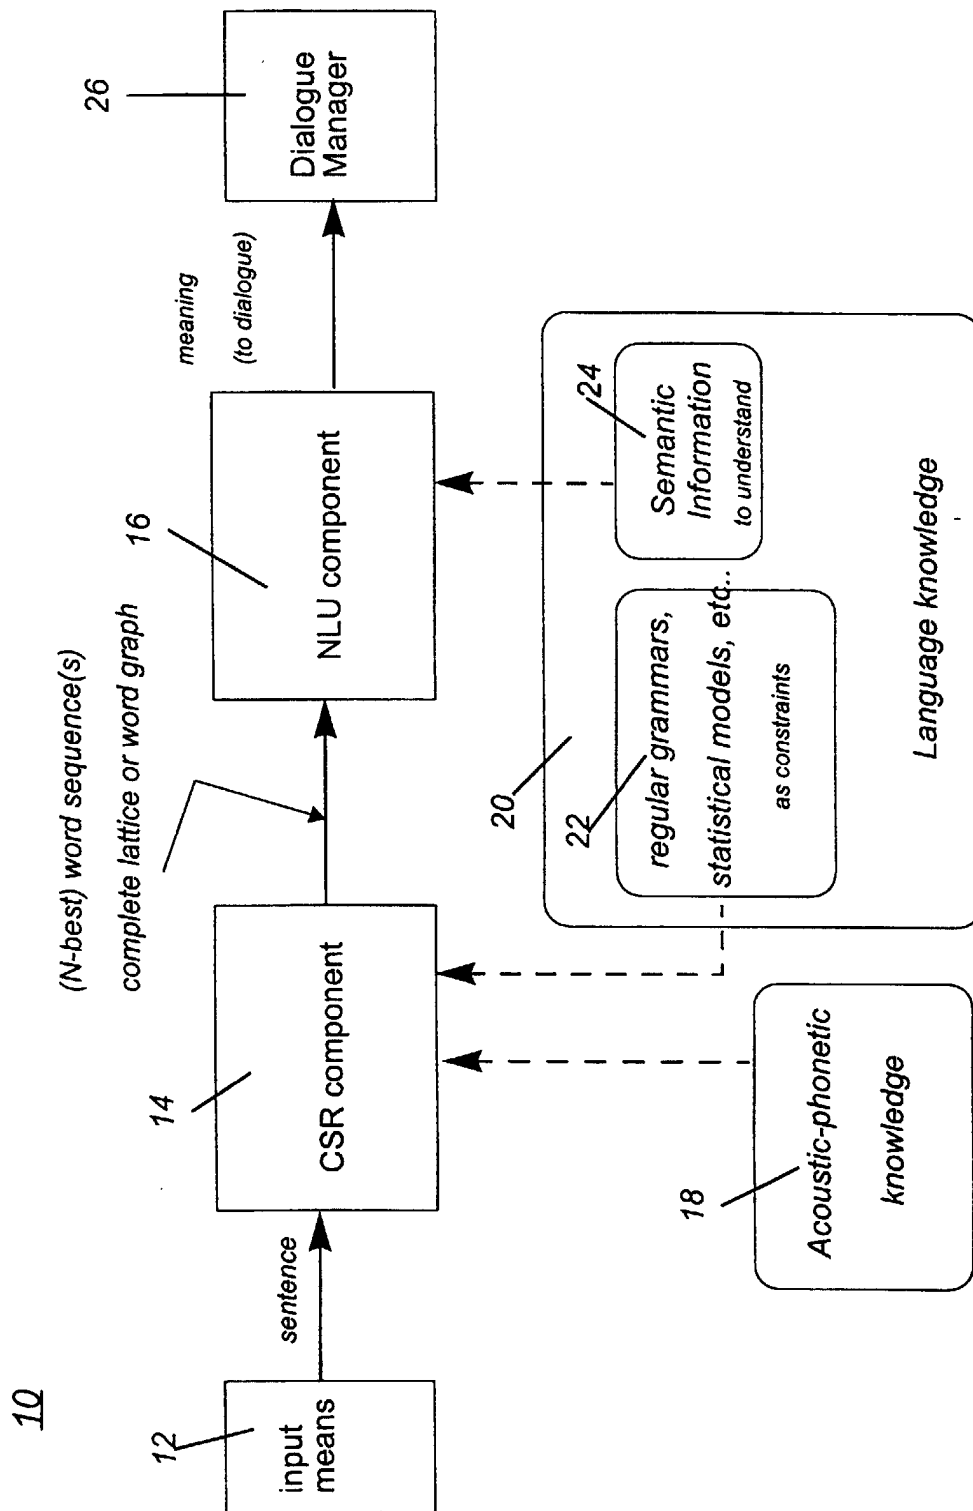 10
12
input
means
sentence
14
CSR component
(N-best) word sequence(s)
complete lattice or word graph
16
NLU component
meaning
(to dialogue)
26
Dialogue
Manager
18
Acoustic-phonetic
knowledge
20
22
regular grammars,
statistical models, etc..
as constraints
24
Semantic
Information
to understand
Language knowledge